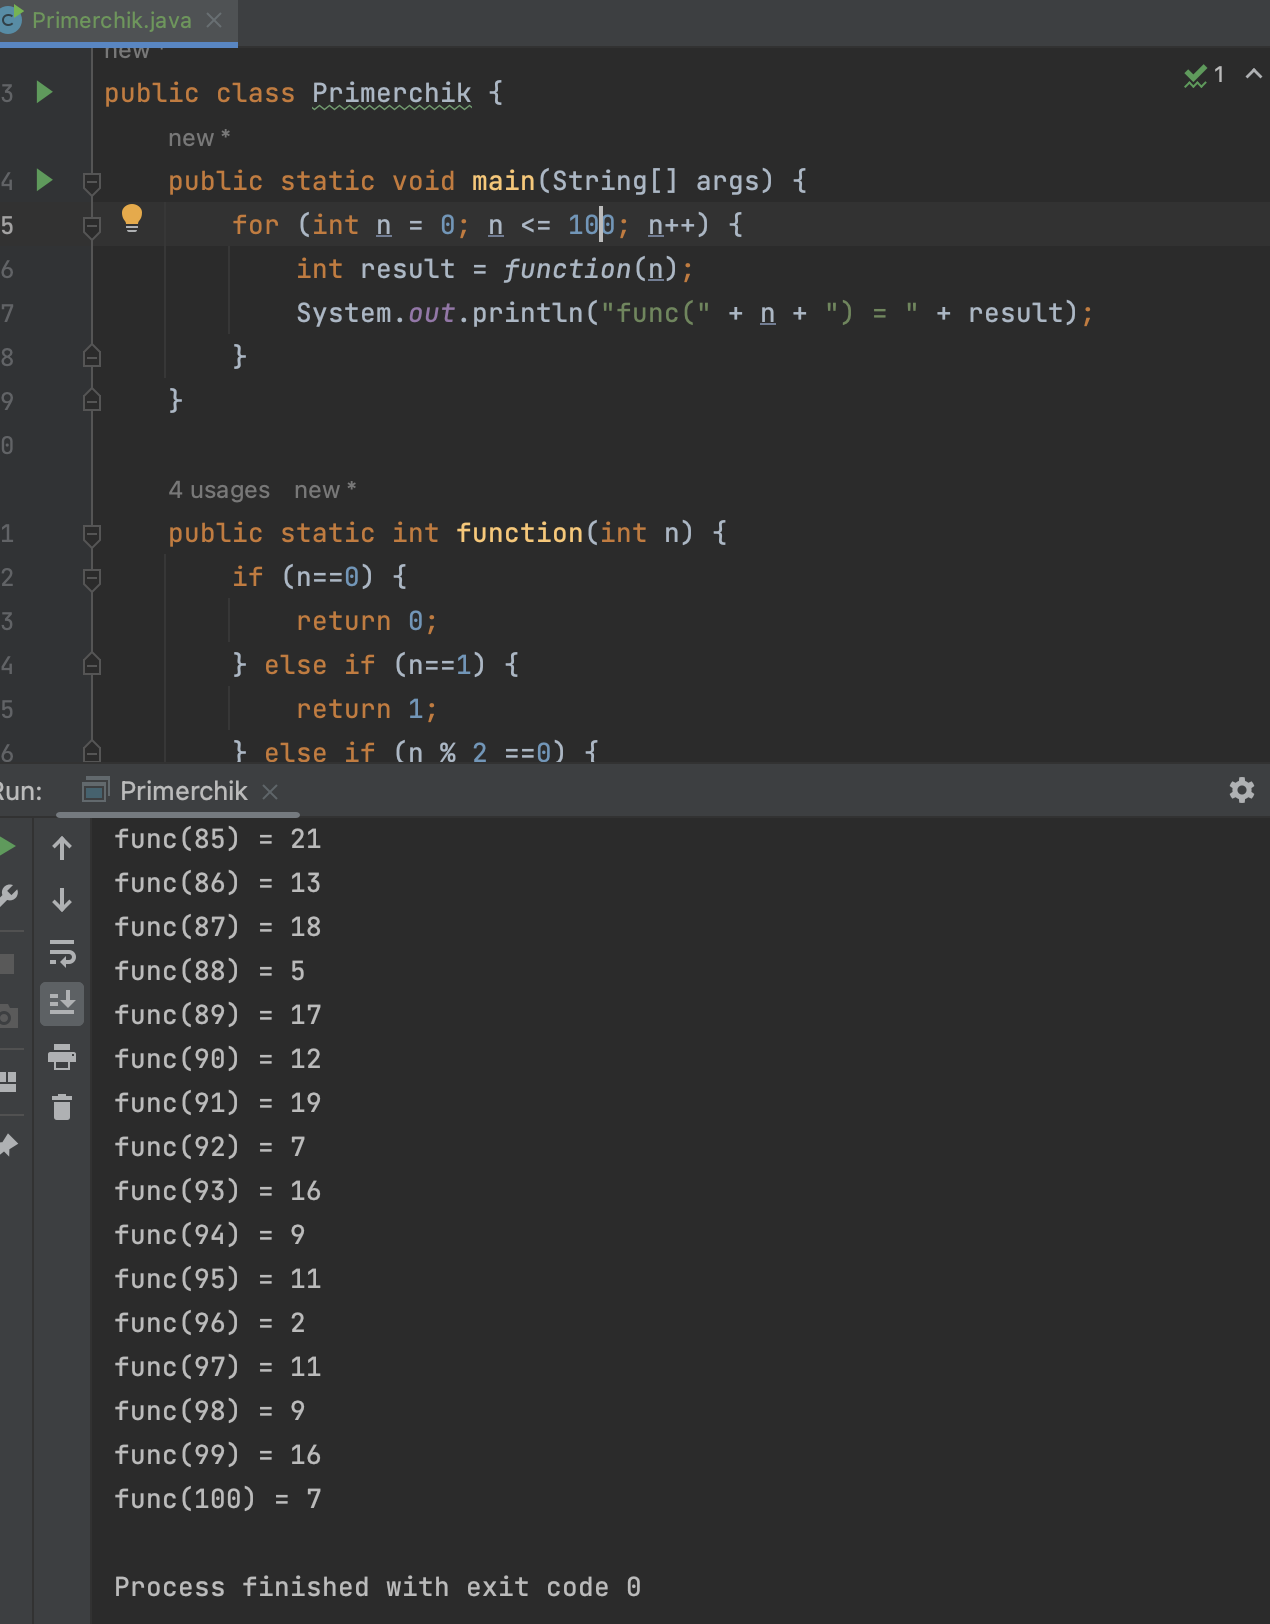 Primerchik.java
new *
3 public class Primerchik {
1
new *
4 public static void main(String[] args) {
5 for (int n = 0; n <= 100; n++) {
6 int result = function(n);
7 System.out.println("func(" + n + ") = " + result);
8 }
9 }
0
4 usages new *
1 public static int function(int n) {
2 if (n==0) {
3 return 0;
4 } else if (n==1) {
5 return 1;
6 } else if (n % 2 ==0) {
Run: Primerchik
func(85) = 21
func(86) = 13
func(87) = 18
func(88) = 5
func(89) = 17
func(90) = 12
func(91) = 19
func(92) = 7
func(93) = 16
func(94) = 9
func(95) = 11
func(96) = 2
func(97) = 11
func(98) = 9
func(99) = 16
func(100) = 7
Process finished with exit code 0